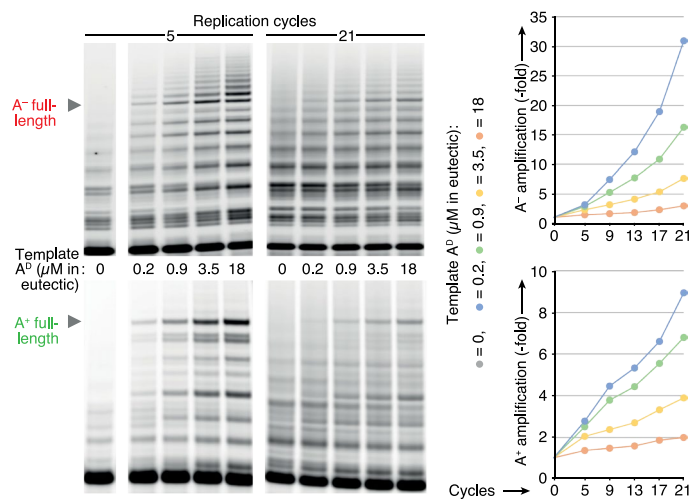 Replication cycles
5
21
A⁻ full-
length
Template
Aᴰ (µM in
eutectic):
0
0.2
0.9
3.5
18
0
0.2
0.9
3.5
18
A⁺ full-
length
Template Aᴰ (µM in eutectic):
= 0, = 0.2, = 0.9, = 3.5, = 18
A⁻ amplification (-fold)
35
30
25
20
15
10
5
0
0 5 9 13 17 21
A⁺ amplification (-fold)
10
8
6
4
2
0
Cycles
0 5 9 13 17 21